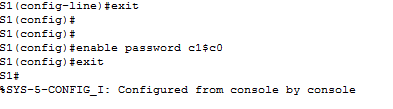 S1(config-line)#exit
S1(config)#
S1(config)#
S1(config)#enable password c1$c0
S1(config)#exit
S1#
%SYS-5-CONFIG_I: Configured from console by console